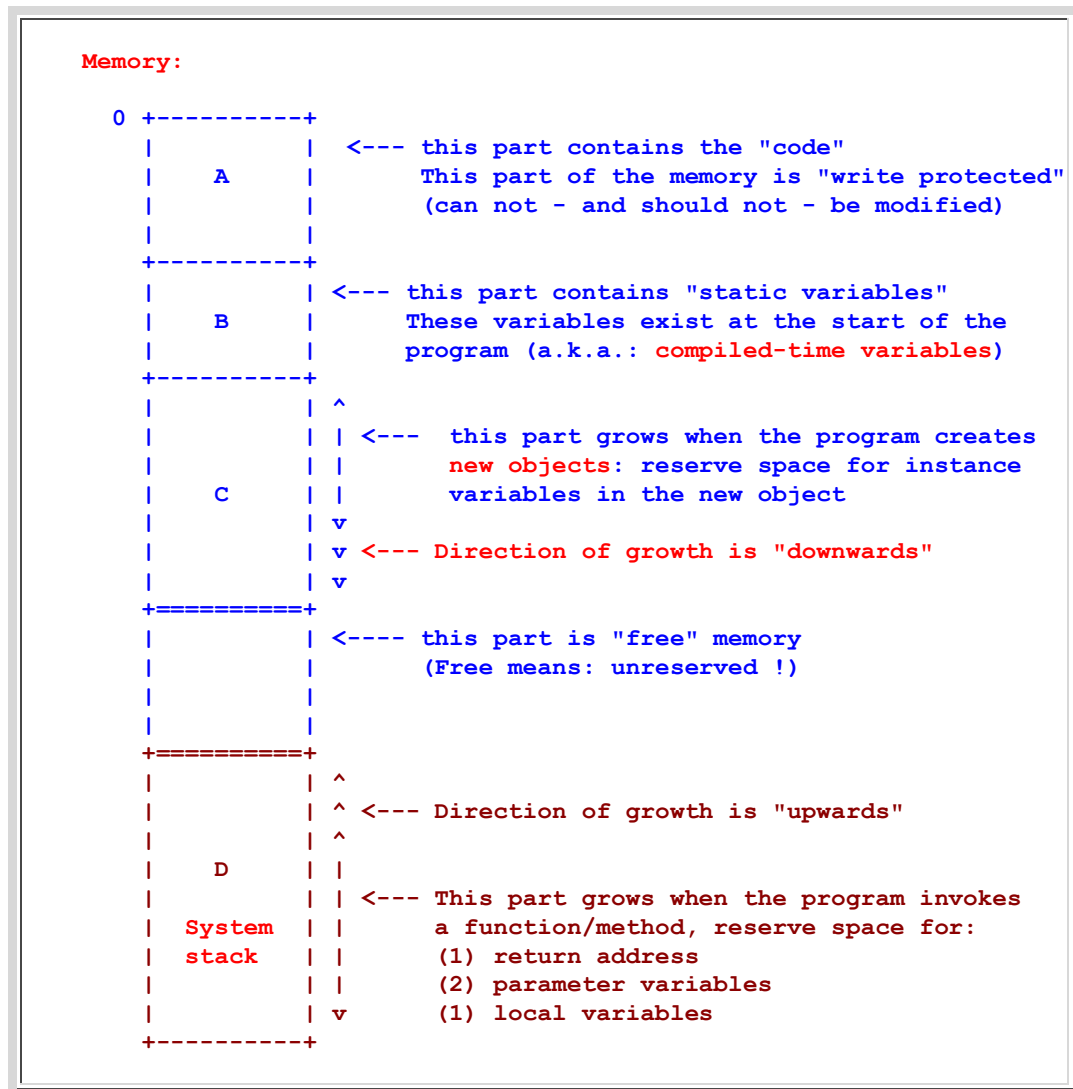 Memory:
0 +----------+
|          |  <--- this part contains the "code"
|    A     |       This part of the memory is "write protected"
|          |       (can not - and should not - be modified)
|          |
+----------+
|          | <--- this part contains "static variables"
|    B     |      These variables exist at the start of the
|          |      program (a.k.a.: compiled-time variables)
+----------+
|          | ^
|          | | <---  this part grows when the program creates
|          | |       new objects: reserve space for instance
|    C     | |       variables in the new object
|          | v
|          | v <--- Direction of growth is "downwards"
|          | v
+==========+
|          | <---- this part is "free" memory
|          |       (Free means: unreserved !)
|          |
|          |
+==========+
|          | ^
|          | ^ <--- Direction of growth is "upwards"
|          | ^
|    D     | |
|          | | <--- This part grows when the program invokes
|  System  | |      a function/method, reserve space for:
|  stack   | |      (1) return address
|          | |      (2) parameter variables
|          | v      (1) local variables
+----------+